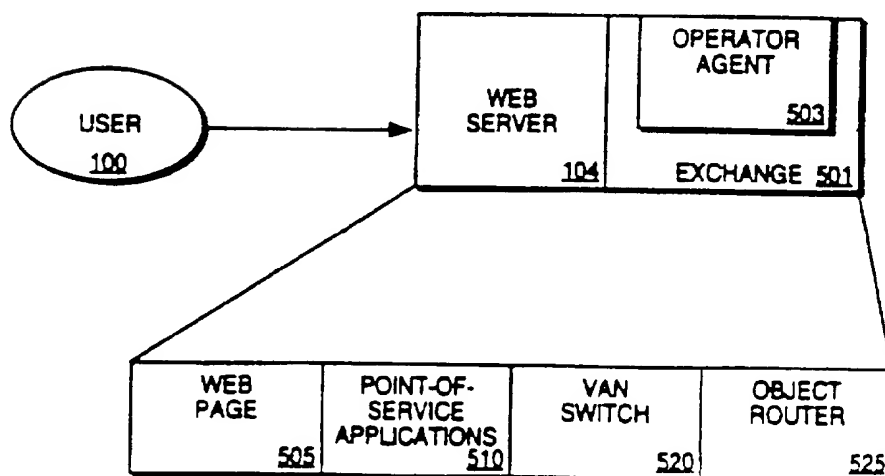 USER
100
WEB
SERVER
104
OPERATOR
AGENT
503
EXCHANGE 501
WEB
PAGE
505
POINT-OF-
SERVICE
APPLICATIONS
510
VAN
SWITCH
520
OBJECT
ROUTER
525